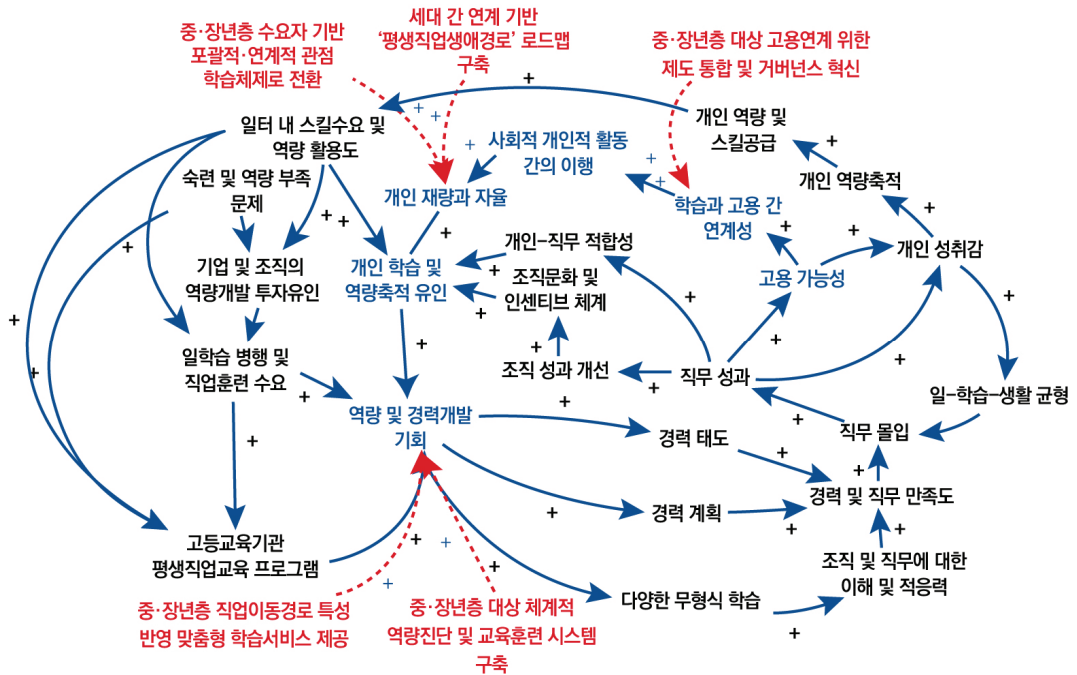 중·장년층 수요자 기반
포괄적·연계적 관점
학습체제로 전환
세대 간 연계 기반
‘평생직업생애경로’ 로드맵
구축
중·장년층 대상 고용연계 위한
제도 통합 및 거버넌스 혁신
+
+
+
일터 내 스킬수요 및
역량 활용도
개인 역량 및
스킬공급
+
사회적 개인적 활동
간의 이행
+
+
+
숙련 및 역량 부족
문제
개인 재량과 자율
개인 역량축적
학습과 고용 간
연계성
+
+
+
+
+
+
+
개인-직무 적합성
개인 성취감
기업 및 조직의
역량개발 투자유인
개인 학습 및
역량축적 유인
+
조직문화 및
인센티브 체계
고용 가능성
+
+
+
+
+
+
+
일학습 병행 및
직업훈련 수요
+
조직 성과 개선
+
직무 성과
+
+
+
+
일-학습-생활 균형
역량 및 경력개발
기회
+
+
직무 몰입
경력 태도
+
+
+
경력 및 직무 만족도
경력 계획
+
+
+
고등교육기관
평생직업교육 프로그램
+
+
+
조직 및 직무에 대한
이해 및 적응력
+
다양한 무형식 학습
+
중·장년층 직업이동경로 특성
반영 맞춤형 학습서비스 제공
중·장년층 대상 체계적
역량진단 및 교육훈련 시스템
구축